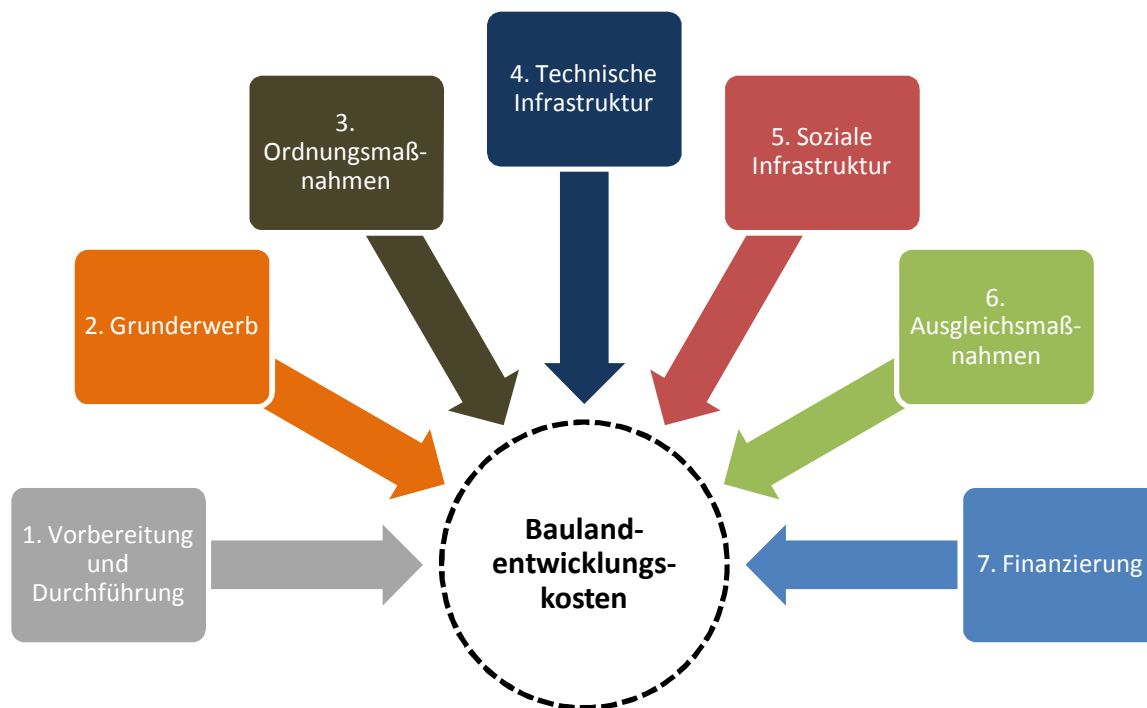 1. Vorbereitung
und
Durchführung
2. Grunderwerb
3.
Ordnungsmaß-
nahmen
4. Technische
Infrastruktur
5. Soziale
Infrastruktur
6.
Ausgleichsmaß-
nahmen
7. Finanzierung
Bauland-
entwicklungs-
kosten